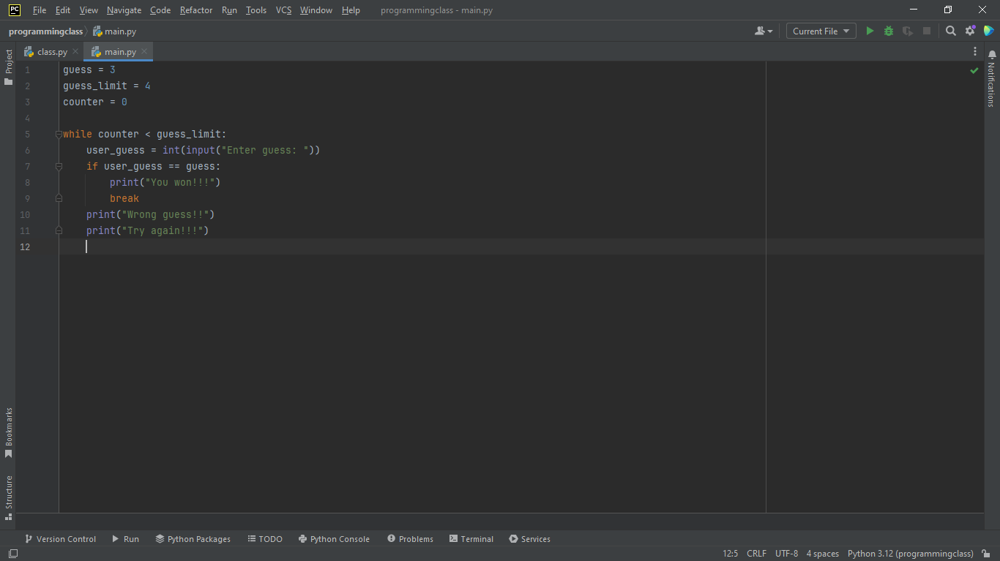 PC File Edit View Navigate Code Refactor Run Tools VCS Window Help programmingclass - main.py
programmingclass main.py Current File
class.py main.py
Project
Notifications
1 guess = 3
2 guess_limit = 4
3 counter = 0
4
5 while counter < guess_limit:
6 user_guess = int(input("Enter guess: "))
7 if user_guess == guess:
8 print("You won!!!")
9 break
10 print("Wrong guess!!")
11 print("Try again!!!")
12
Bookmarks
Structure
Version Control Run Python Packages TODO Python Console Problems Terminal Services
12:5 CRLF UTF-8 4 spaces Python 3.12 (programmingclass)